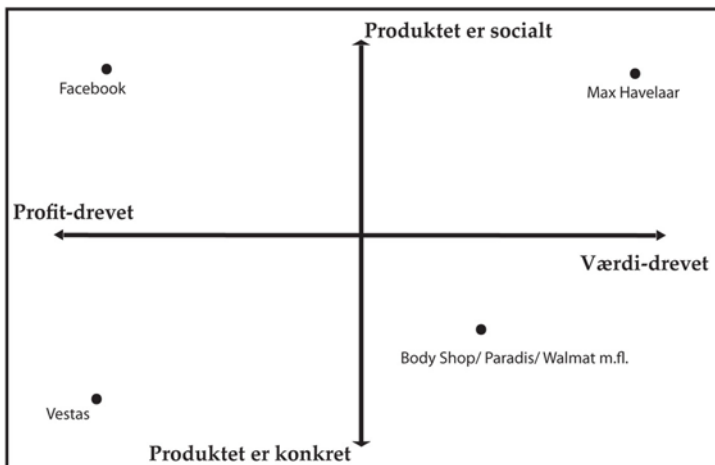 Produktet er socialt
Facebook
Max Havelaar
Profit-drevet
Værdi-drevet
Body Shop/ Paradis/ Walmat m.fl.
Vestas
Produktet er konkret